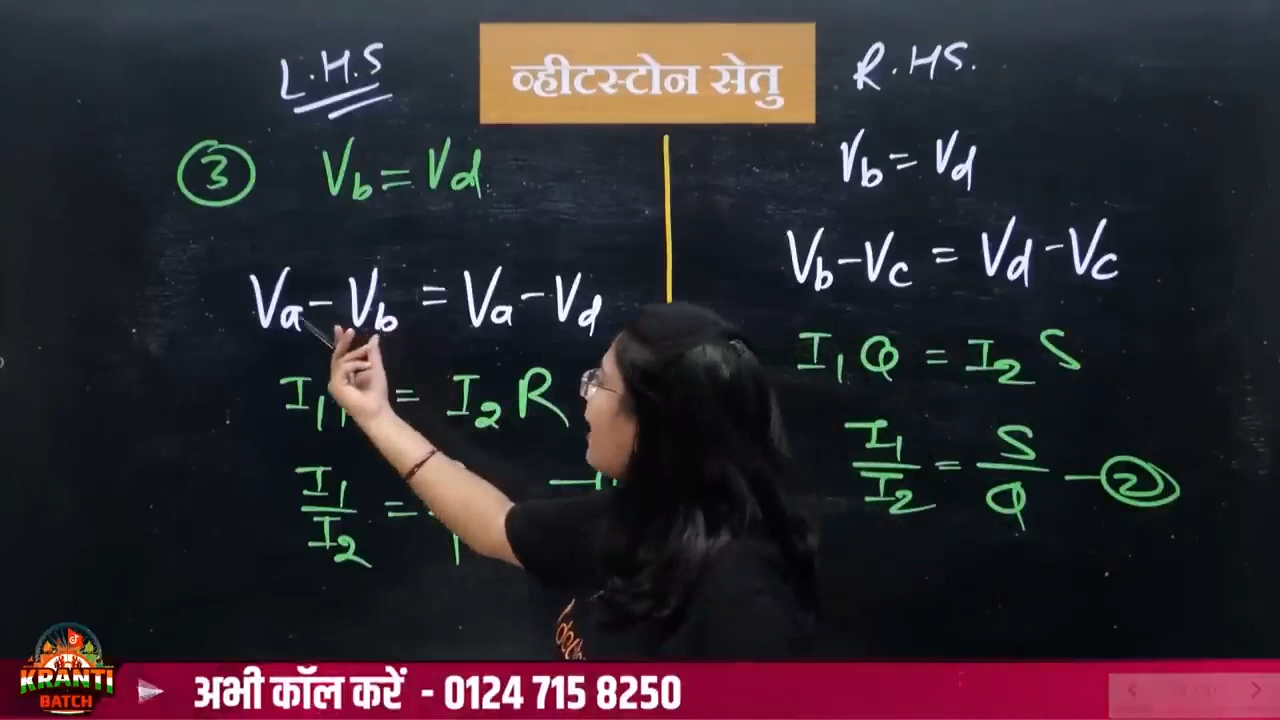 व्हीटस्टोन सेतु
L.H.S
③ Vb = Vd
Va - Vb = Va - Vd
I₂R
I₁/I₂ =
R.H.S.
Vb = Vd
Vb - Vc = Vd - Vc
I₁Q = I₂S
I₁/I₂ = S/Q - ②
KRANTI
BATCH
अभी कॉल करें - 0124 715 8250